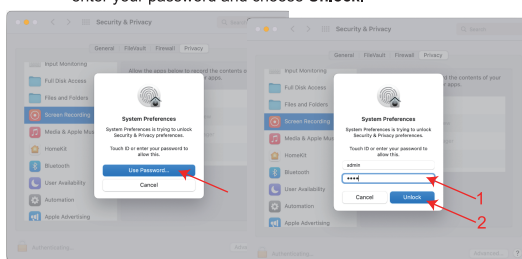 enter your password and choose Unlock.
Security & Privacy
Search
General FileVault Firewall Privacy
Input Monitoring
Full Disk Access
Files and Folders
Screen Recording
Media & Apple Mus
HomeKit
Bluetooth
User Availability
Automation
Apple Advertising
Allow the apps below to record the contents o
r apps.
System Preferences
System Preferences is trying to unlock
Security & Privacy preferences.
Touch ID or enter your password to
allow this.
Use Password...
Cancel
Authenticating...
Security & Privacy
Search
General FileVault Firewall Privacy
Input Monitoring
Full Disk Access
Files and Folders
Screen Recording
Media & Apple Mus
HomeKit
Bluetooth
User Availability
Automation
Apple Advertising
d the contents of your
apps.
System Preferences
System Preferences is trying to unlock
Security & Privacy preferences.
Touch ID or enter your password to
allow this.
admin
••••
Cancel Unlock
1
2
Authenticating...
Advanced... ?